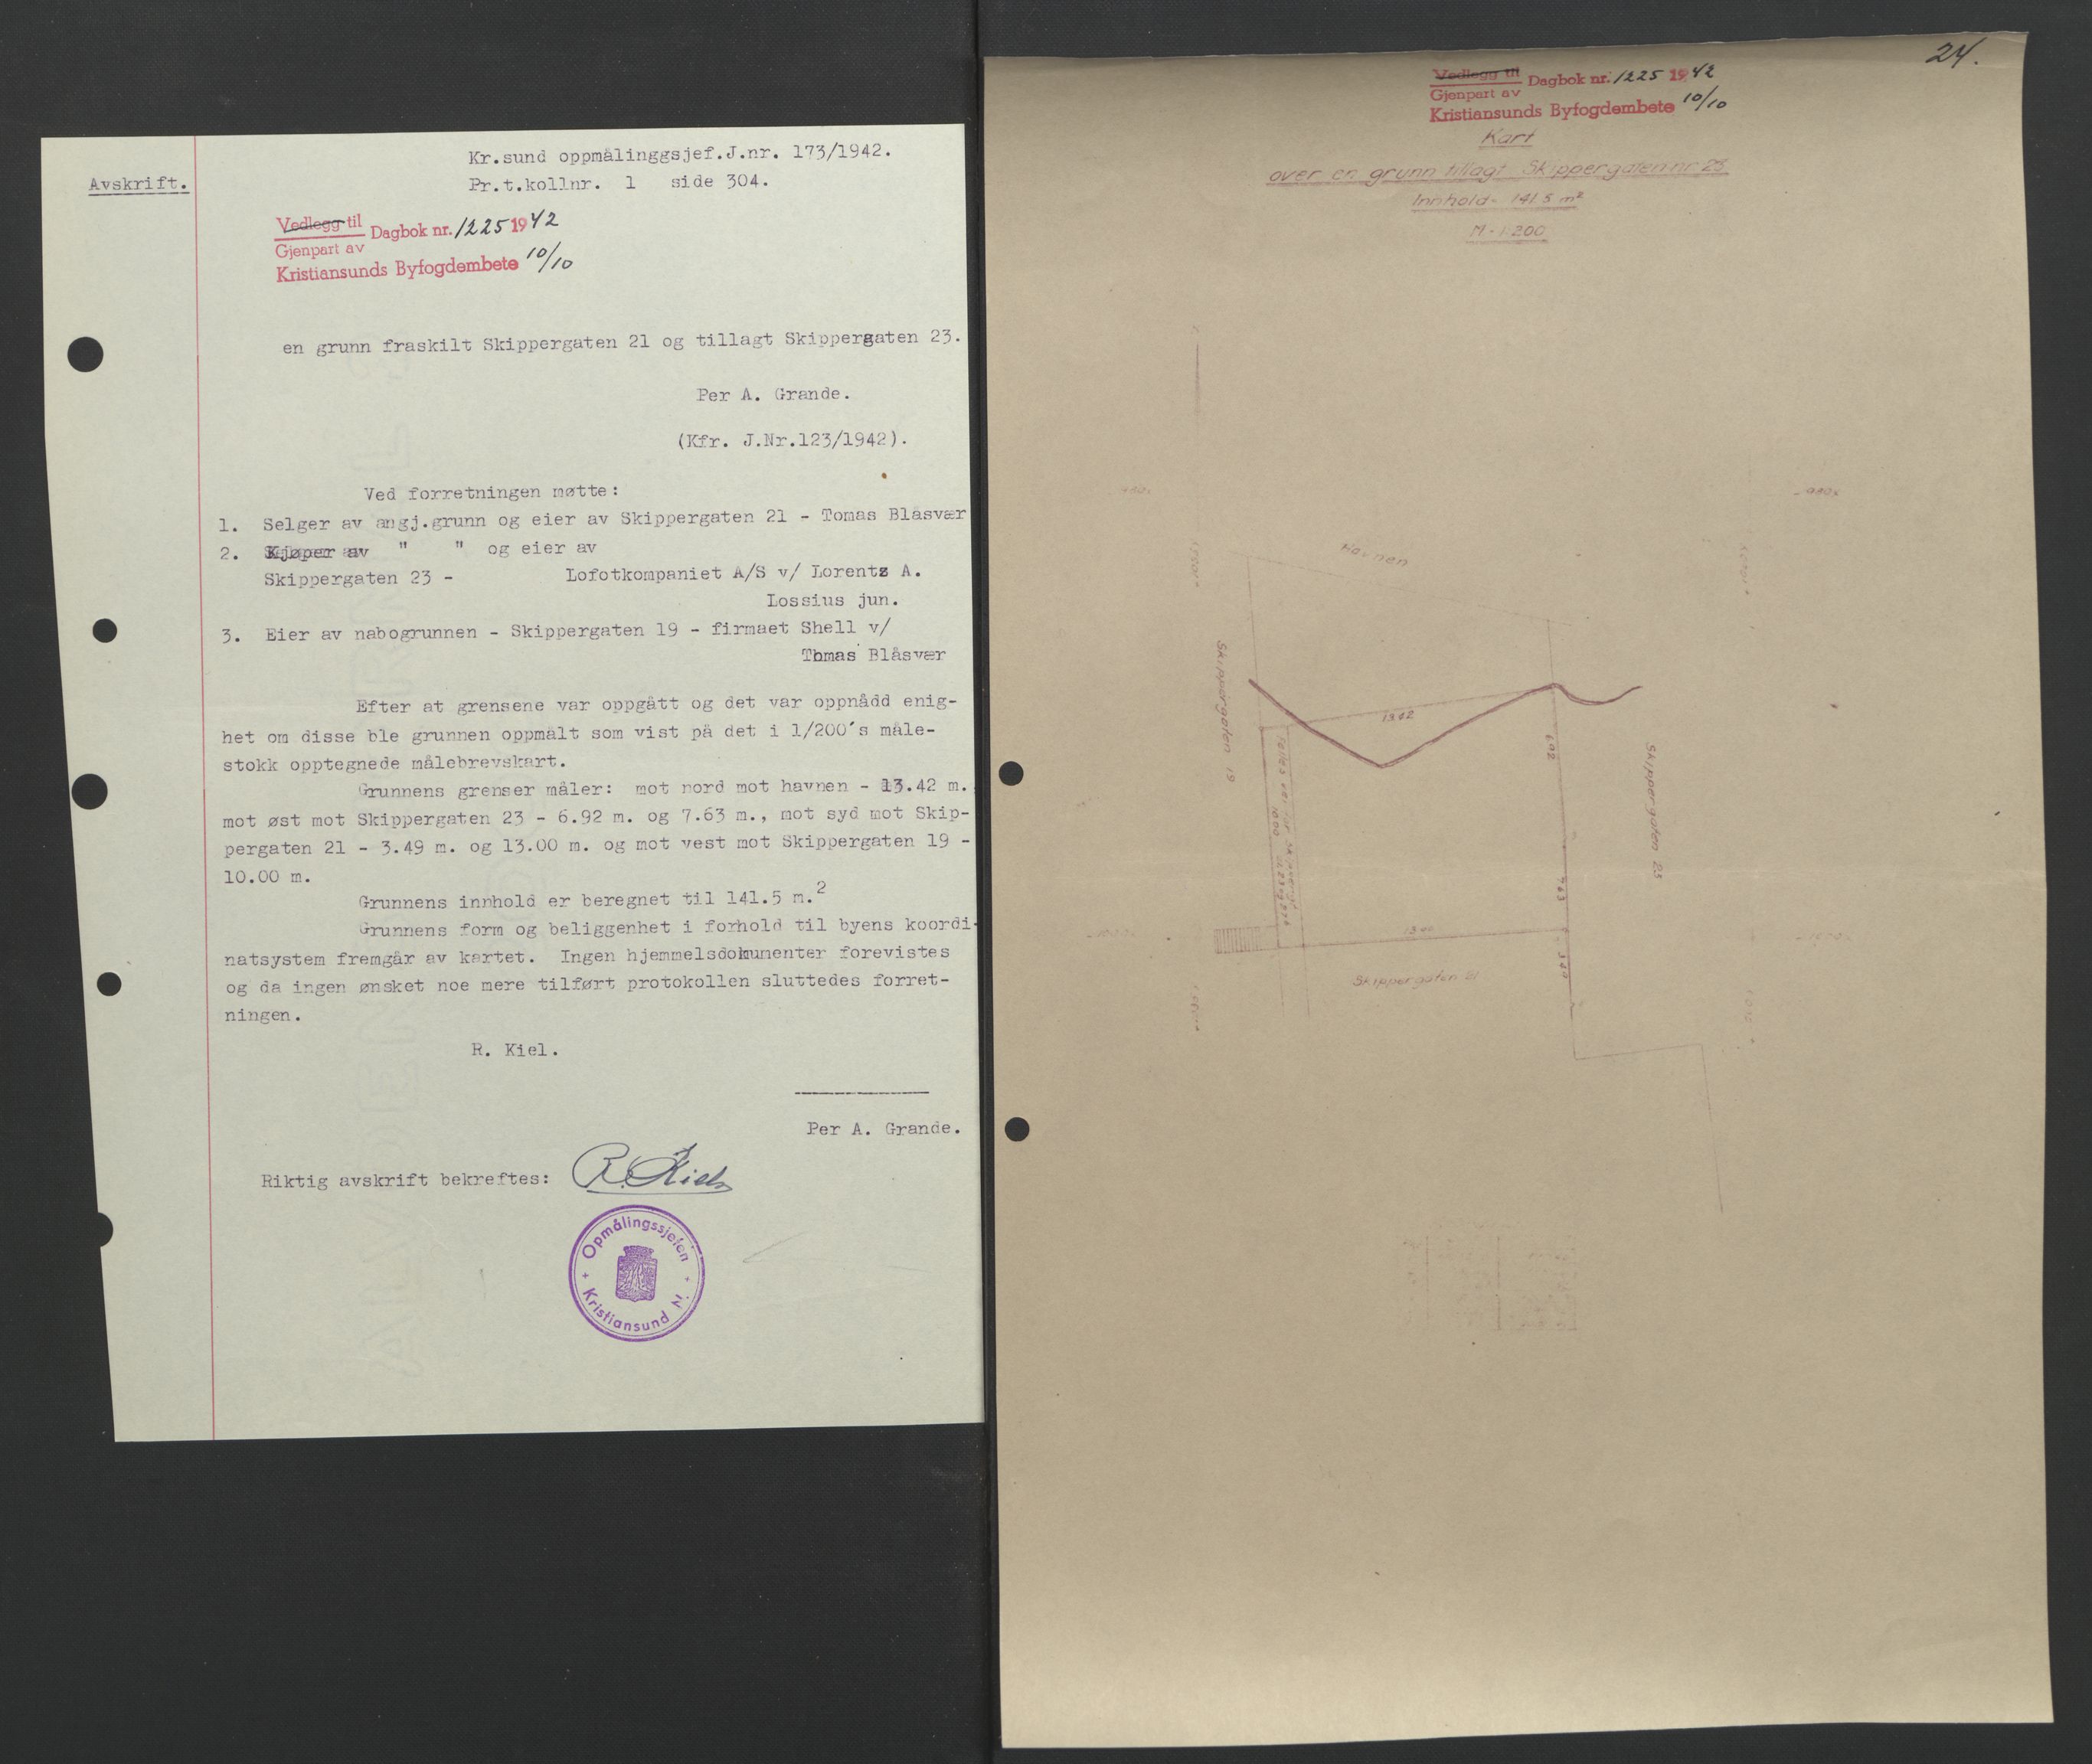 Avskrift.
Kr.sund oppmålinggsjef.J.nr. 173/1942.
Pr.t.kollnr. 1 side 304.
Vedlegg til
Gjenpart av
Dagbok nr. 1225 1942
Kristiansunds Byfogdembete 10/10
en grunn fraskilt Skippergaten 21 og tillagt Skippergaten 23.
Per A. Grande.
(Kfr. J.Nr.123/1942).
Ved forretningen møtte:
1. Selger av angj.grunn og eier av Skippergaten 21 - Tomas Blåsvær
2. Kjøper av " " og eier av
Skippergaten 23 - Lofotkompaniet A/S v/ Lorentz A.
Lossius jun.
3. Eier av nabogrunnen - Skippergaten 19 - firmaet Shell v/
Tomas Blåsvær
Efter at grensene var oppgått og det var oppnådd enig-
het om disse ble grunnen oppmålt som vist på det i 1/200's måle-
stokk opptegnede målebrevskart.
Grunnens grenser måler: mot nord mot havnen - 13.42 m.
mot øst mot Skippergaten 23 - 6.92 m. og 7.63 m., mot syd mot Skip-
pergaten 21 - 3.49 m. og 13.00 m. og mot vest mot Skippergaten 19 -
10.00 m.
Grunnens innhold er beregnet til 141.5 m.2
Grunnens form og beliggenhet i forhold til byens koordi-
natsystem fremgår av kartet. Ingen hjemmelsdokumenter forevistes
og da ingen ønsket noe mere tilført protokollen sluttedes forret-
ningen.
R. Kiel.
Per A. Grande.
Riktig avskrift bekreftes: R. Kiel
Opmålingssjefen
Kristiansund N.
24.
Vedlegg til
Gjenpart av
Dagbok nr. 1225 1942
Kristiansunds Byfogdembete 10/10
Kart
over en grunn tillagt Skippergaten nr 23
Innhold = 141.5 m²
M = 1:200
Havnen
Skippergaten 19
1342
692
Skippergaten 23
1000
763
Skippergaten 21